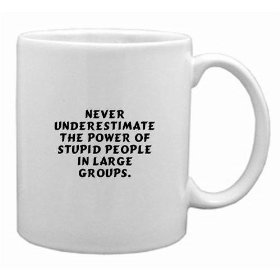 NEVER
UNDERESTIMATE
THE POWER OF
STUPID PEOPLE
IN LARGE
GROUPS.